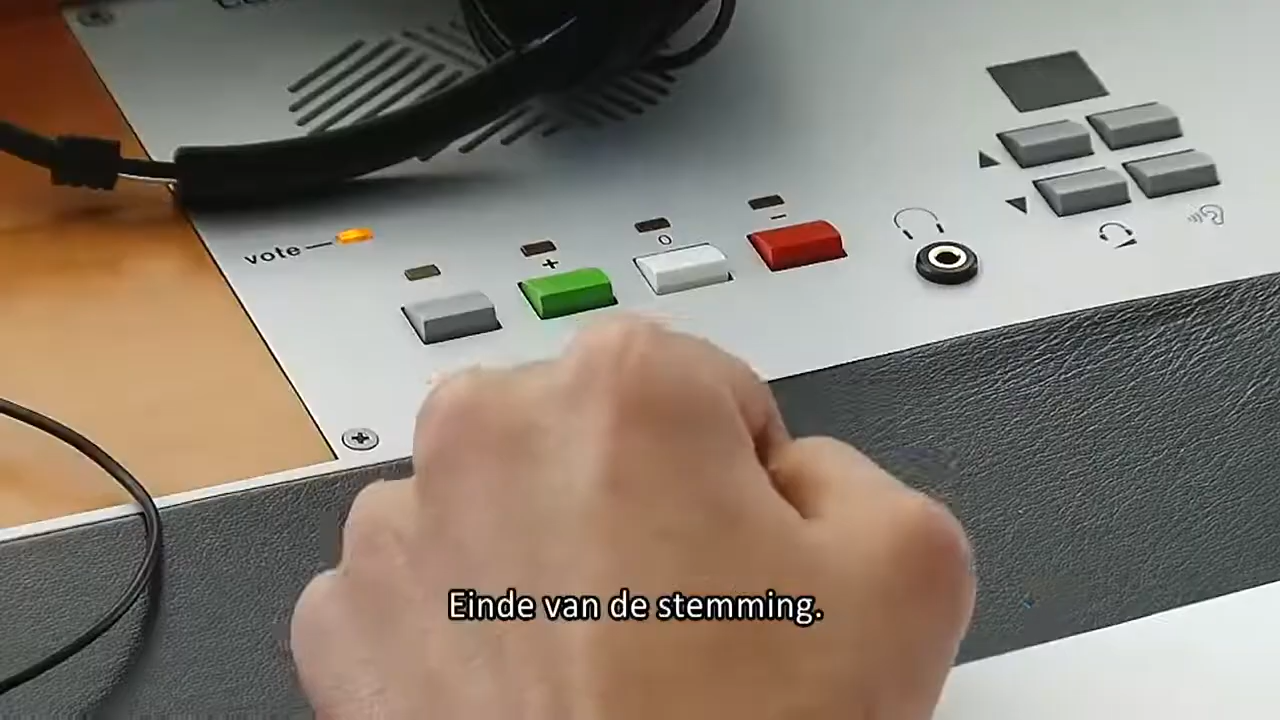 vote
+
0
-
Einde van de stemming.